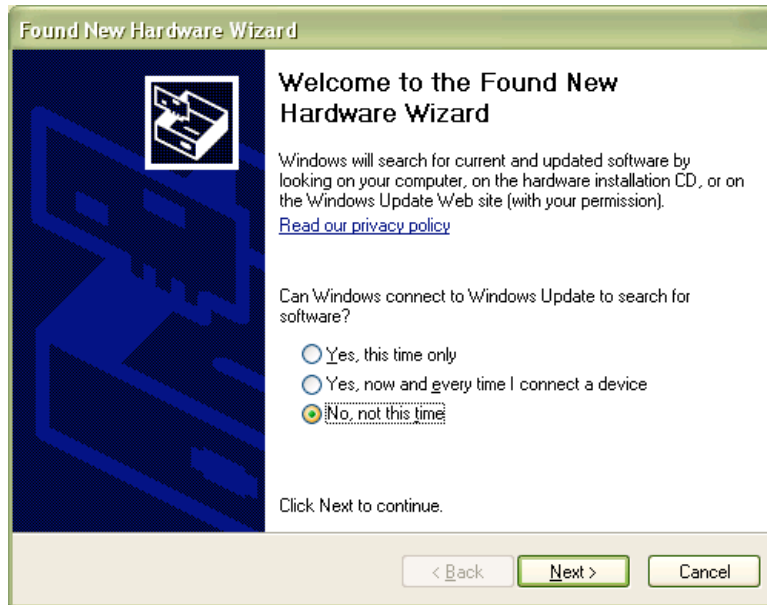 Found New Hardware Wizard
Welcome to the Found New
Hardware Wizard
Windows will search for current and updated software by
looking on your computer, on the hardware installation CD, or on
the Windows Update Web site (with your permission).
Read our privacy policy
Can Windows connect to Windows Update to search for
software?
Yes, this time only
Yes, now and every time I connect a device
No, not this time
Click Next to continue.
< Back
Next >
Cancel